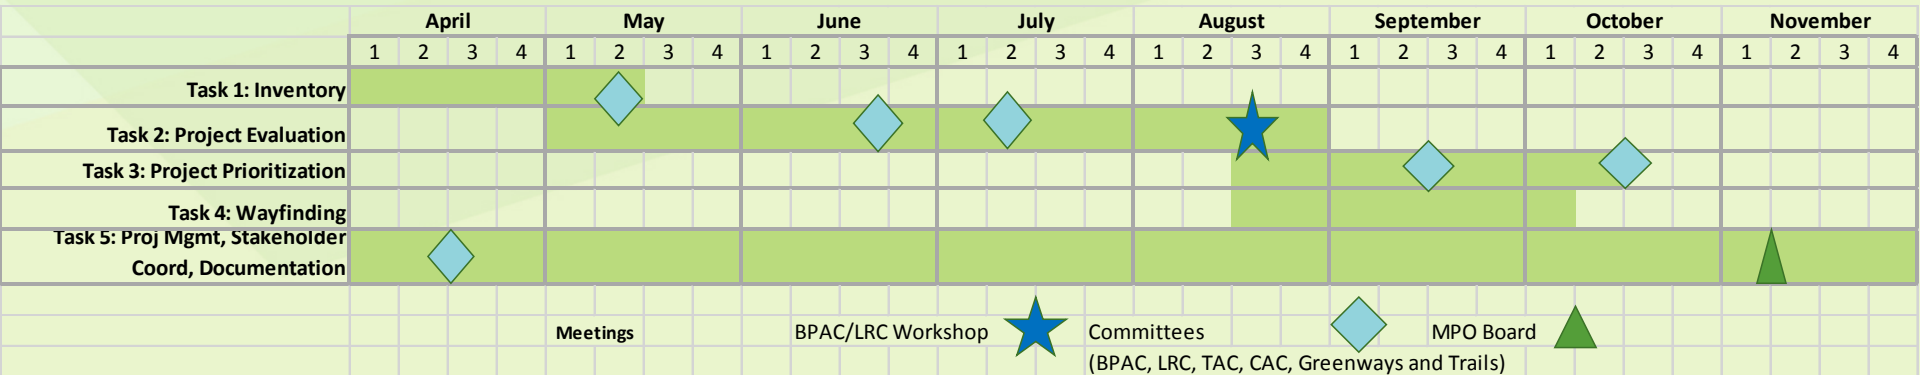 April May June July August September October November
1 2 3 4 1 2 3 4 1 2 3 4 1 2 3 4 1 2 3 4 1 2 3 4 1 2 3 4 1 2 3 4
Task 1: Inventory
Task 2: Project Evaluation
Task 3: Project Prioritization
Task 4: Wayfinding
Task 5: Proj Mgmt, Stakeholder
Coord, Documentation
Meetings BPAC/LRC Workshop Committees MPO Board
(BPAC, LRC, TAC, CAC, Greenways and Trails)